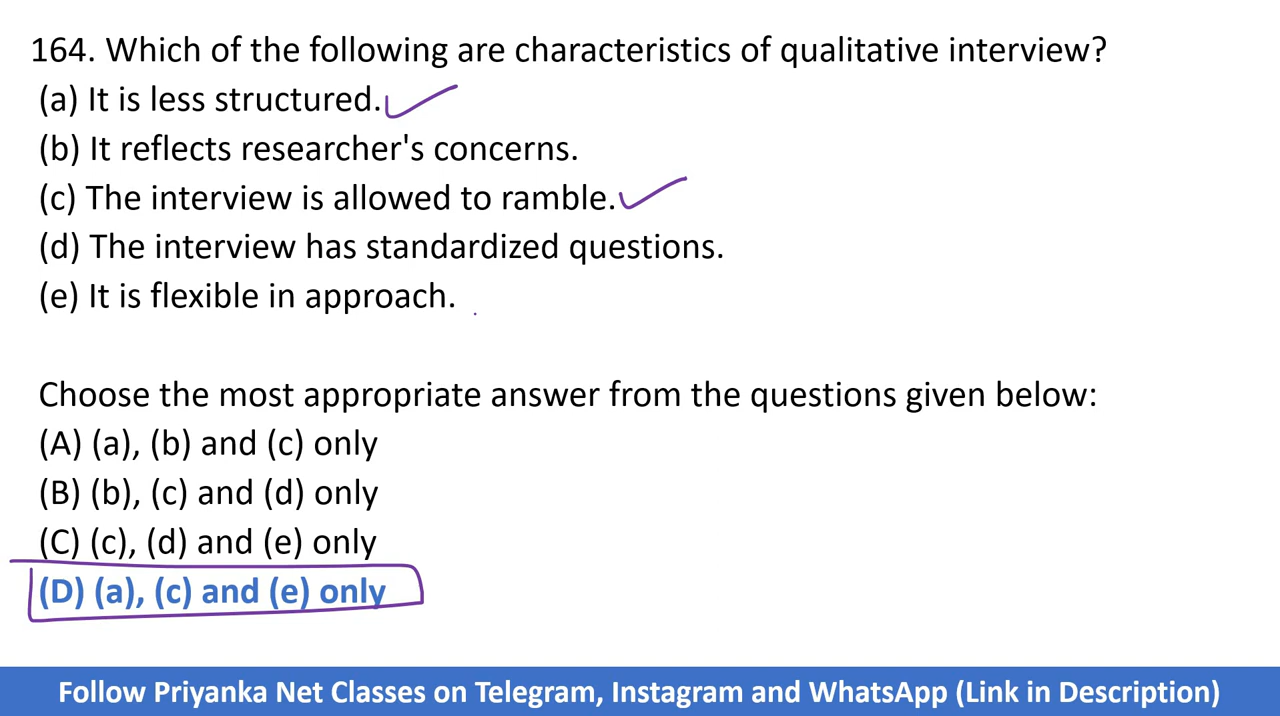 164. Which of the following are characteristics of qualitative interview?
(a) It is less structured.
(b) It reflects researcher's concerns.
(c) The interview is allowed to ramble.
(d) The interview has standardized questions.
(e) It is flexible in approach.
Choose the most appropriate answer from the questions given below:
(A) (a), (b) and (c) only
(B) (b), (c) and (d) only
(C) (c), (d) and (e) only
(D) (a), (c) and (e) only
Follow Priyanka Net Classes on Telegram, Instagram and WhatsApp (Link in Description)